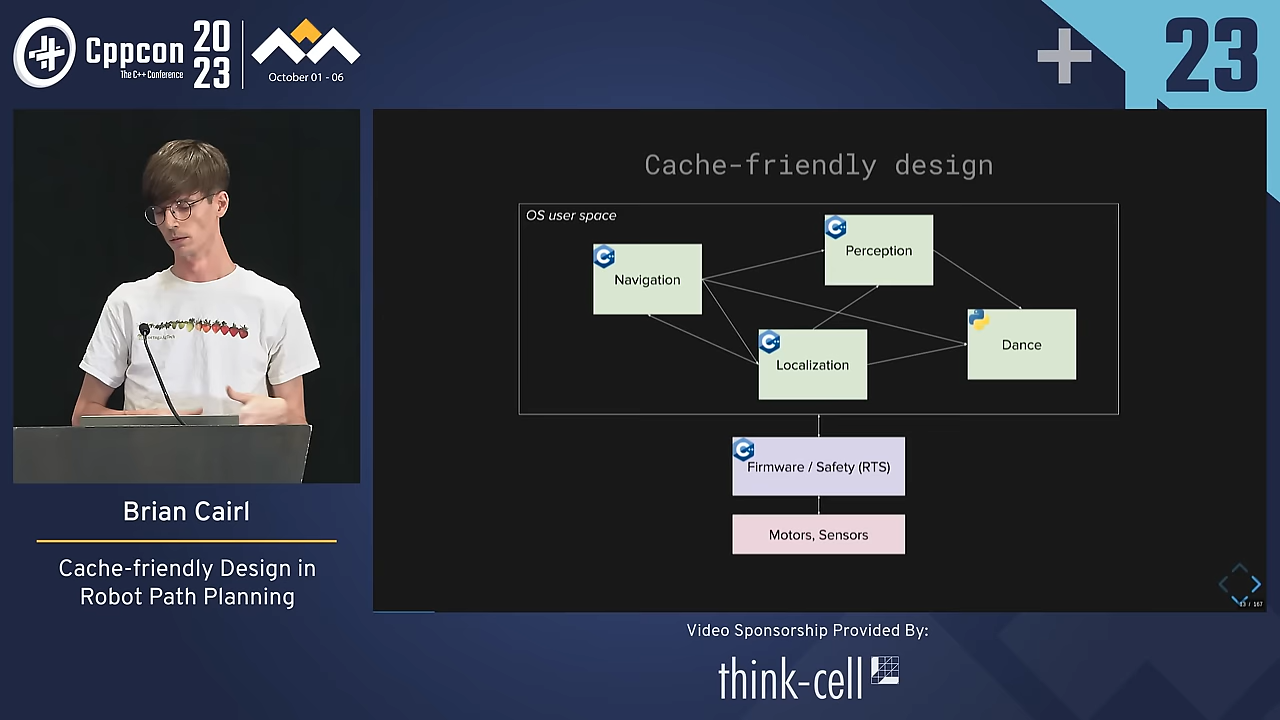 Cppcon
The C++ Conference
20
23
October 01 - 06
23
Cache-friendly design
OS user space
Navigation
Perception
Localization
Dance
Firmware / Safety (RTS)
Motors, Sensors
13 / 167
Brian Cairl
Cache-friendly Design in
Robot Path Planning
Video Sponsorship Provided By:
think-cell